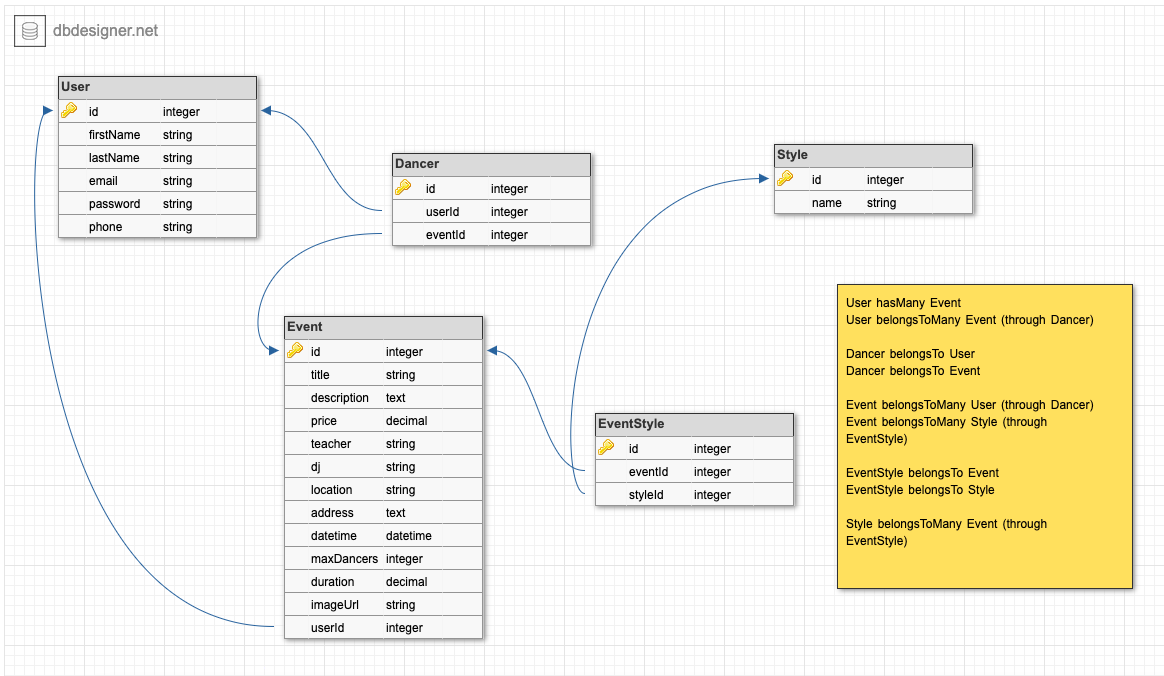 dbdesigner.net
User
id integer
firstName string
lastName string
email string
password string
phone string
Dancer
id integer
userId integer
eventId integer
Style
id integer
name string
Event
id integer
title string
description text
price decimal
teacher string
dj string
location string
address text
datetime datetime
maxDancers integer
duration decimal
imageUrl string
userId integer
EventStyle
id integer
eventId integer
styleId integer
User hasMany Event
User belongsToMany Event (through Dancer)
Dancer belongsTo User
Dancer belongsTo Event
Event belongsToMany User (through Dancer)
Event belongsToMany Style (through
EventStyle)
EventStyle belongsTo Event
EventStyle belongsTo Style
Style belongsToMany Event (through
EventStyle)